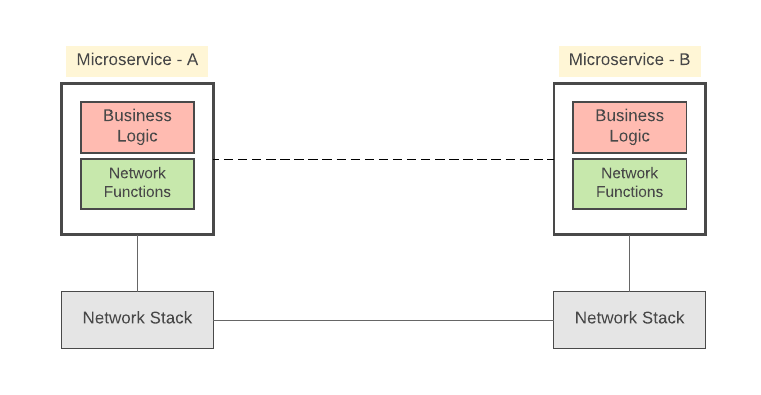 Microservice - A
Microservice - B
Business
Logic
Network
Functions
Business
Logic
Network
Functions
Network Stack
Network Stack